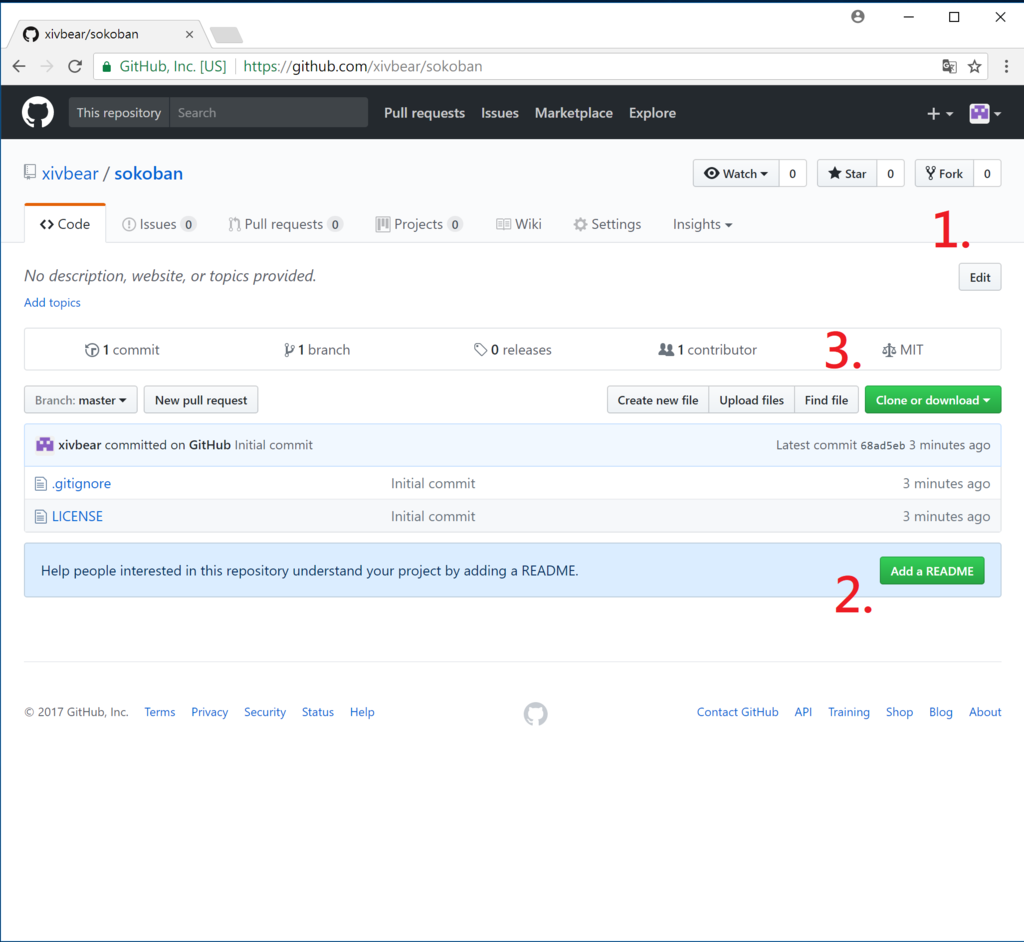 xivbear/sokoban
GitHub, Inc. [US] https://github.com/xivbear/sokoban
This repository Search Pull requests Issues Marketplace Explore
xivbear / sokoban Watch 0 Star 0 Fork 0
Code Issues 0 Pull requests 0 Projects 0 Wiki Settings Insights
1.
No description, website, or topics provided. Edit
Add topics
1 commit 1 branch 0 releases 1 contributor 3. MIT
Branch: master New pull request Create new file Upload files Find file Clone or download
xivbear committed on GitHub Initial commit Latest commit 68ad5eb 3 minutes ago
.gitignore Initial commit 3 minutes ago
LICENSE Initial commit 3 minutes ago
Help people interested in this repository understand your project by adding a README. Add a README
2.
© 2017 GitHub, Inc. Terms Privacy Security Status Help Contact GitHub API Training Shop Blog About